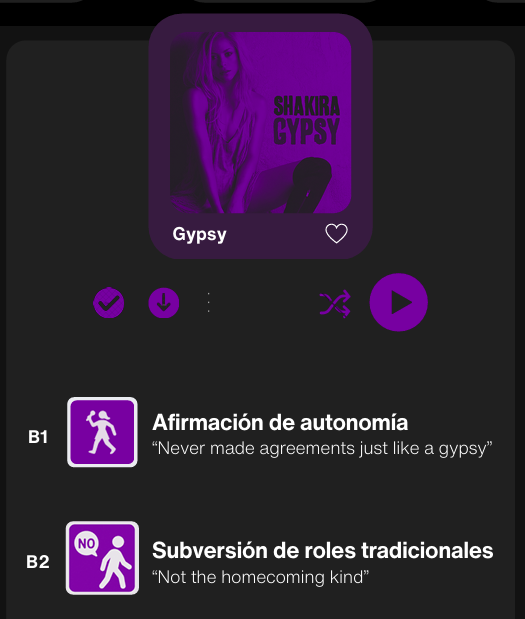 SHAKIRA
GYPSY
Gypsy
B1
Afirmación de autonomía
“Never made agreements just like a gypsy”
NO
B2
Subversión de roles tradicionales
“Not the homecoming kind”